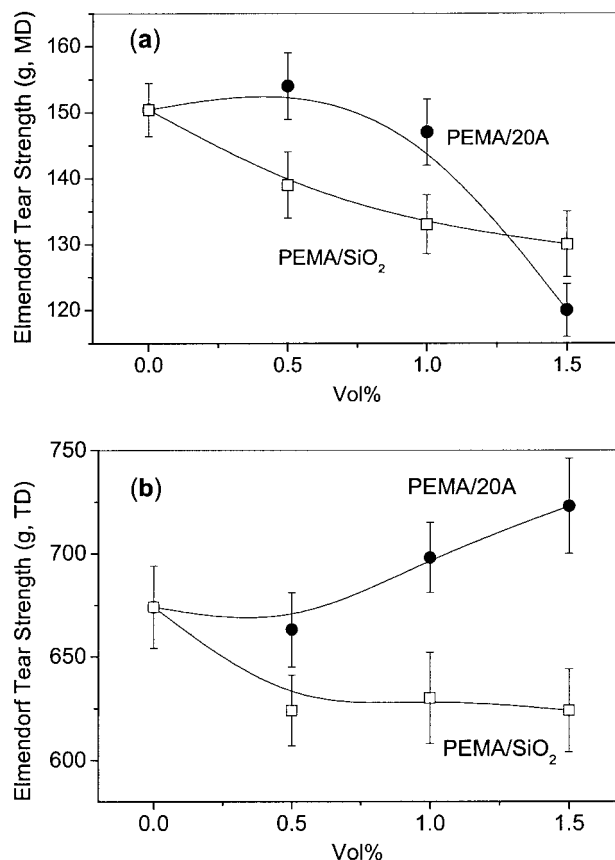 (a)
Elmendorf Tear Strength (g, MD)
160
150
140
130
120
PEMA/20A
PEMA/SiO₂
0.0 0.5 1.0 1.5
Vol%
(b)
Elmendorf Tear Strength (g, TD)
750
700
650
600
PEMA/20A
PEMA/SiO₂
0.0 0.5 1.0 1.5
Vol%